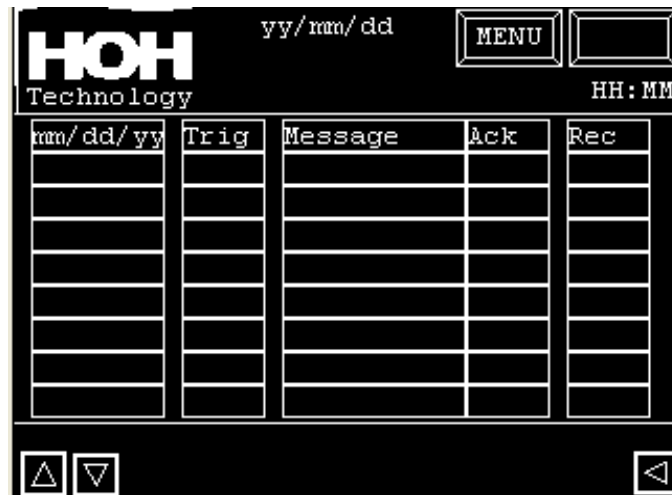 yy/mm/dd MENU
HOH
Technology HH:MM
mm/dd/yy Trig Message Ack Rec